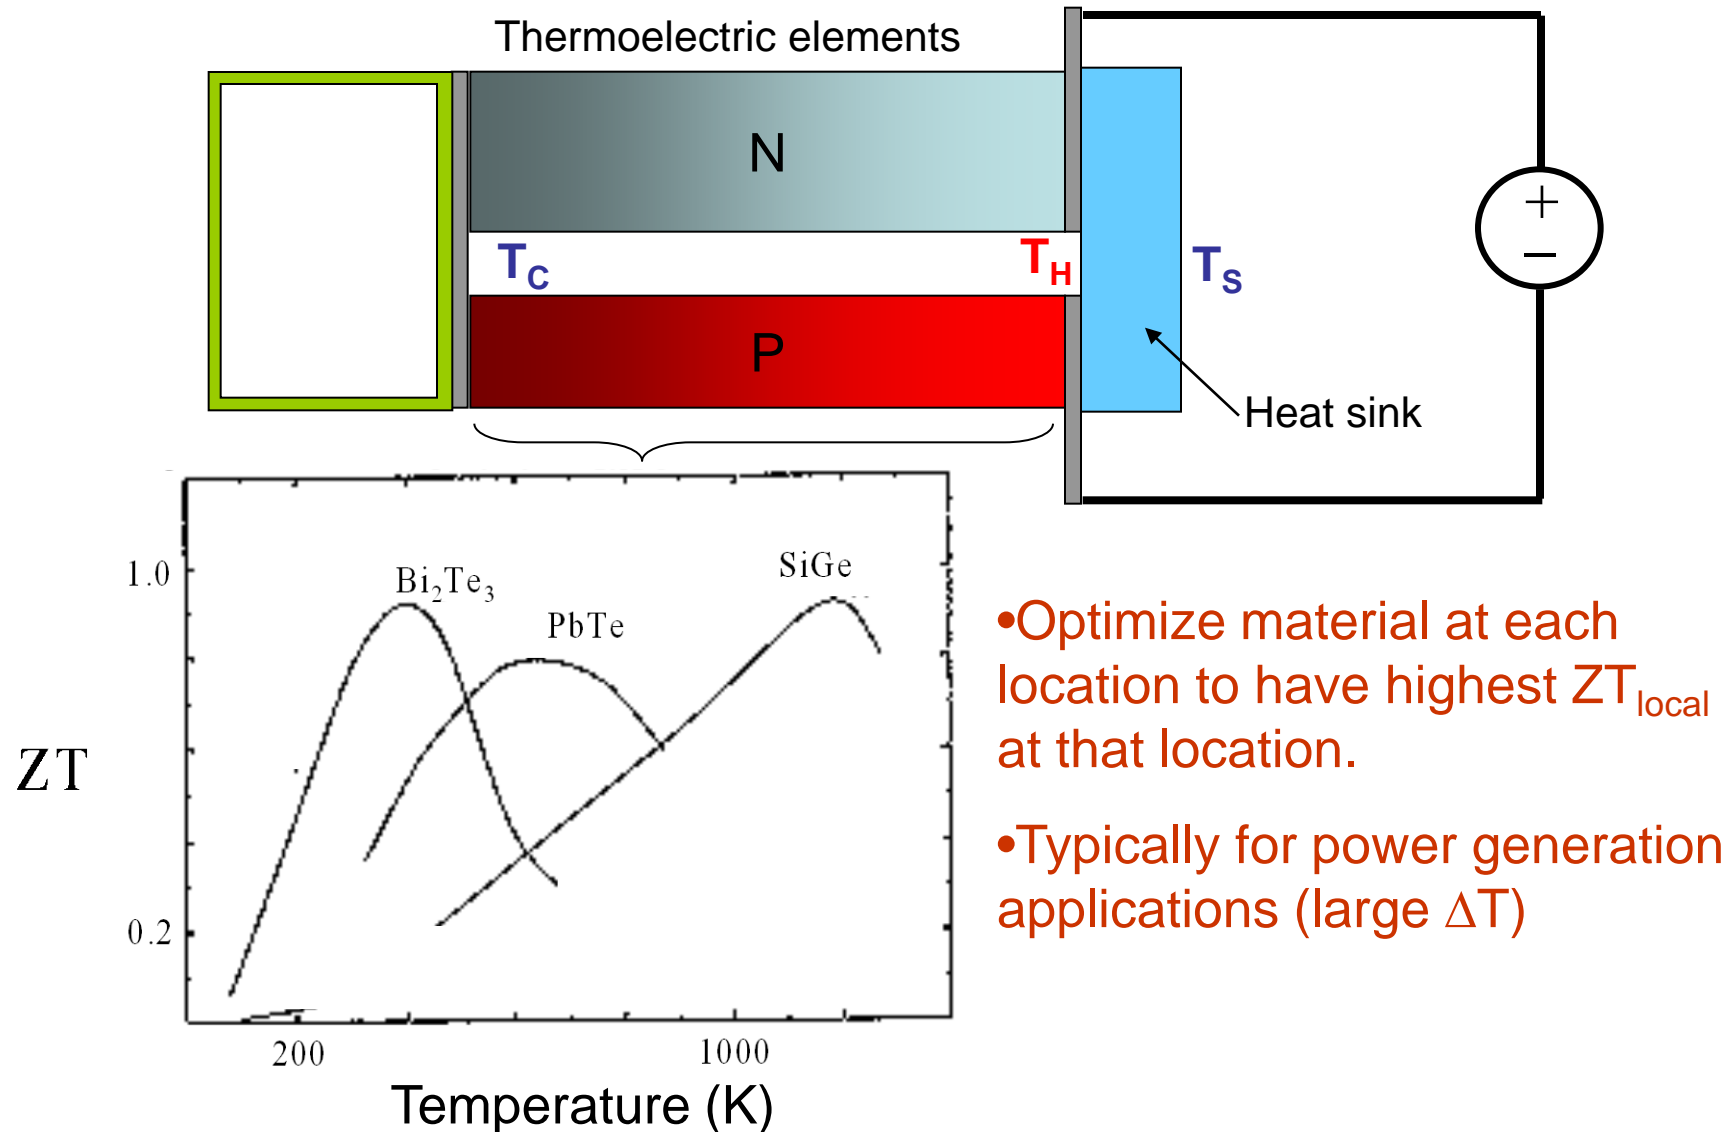 Thermoelectric elements
N
+
−
T_C
T_H
T_S
P
Heat sink
1.0
Bi₂Te₃
SiGe
PbTe
ZT
0.2
200
1000
Temperature (K)
•Optimize material at each
location to have highest ZT_local
at that location.
•Typically for power generation
applications (large ΔT)